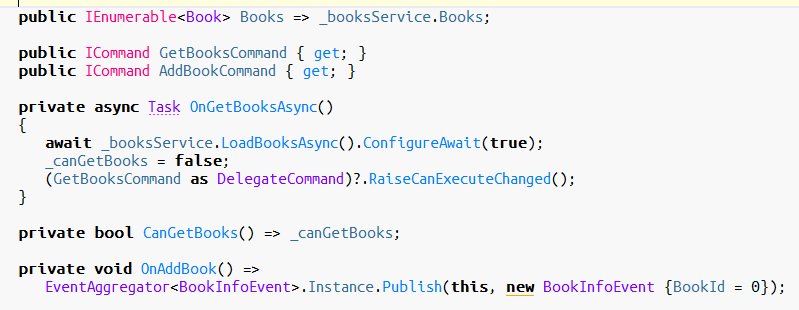 public IEnumerable<Book> Books => _booksService.Books;
public ICommand GetBooksCommand { get; }
public ICommand AddBookCommand { get; }
private async Task OnGetBooksAsync()
{
await _booksService.LoadBooksAsync().ConfigureAwait(true);
_canGetBooks = false;
(GetBooksCommand as DelegateCommand)?.RaiseCanExecuteChanged();
}
private bool CanGetBooks() => _canGetBooks;
private void OnAddBook() =>
EventAggregator<BookInfoEvent>.Instance.Publish(this, new BookInfoEvent {BookId = 0});